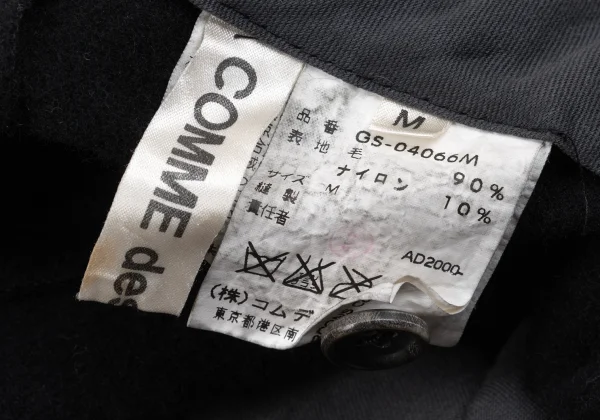 COMME des
M
品番 GS-04066M
表地 毛 90%
ナイロン 10%
サイズ M
縫製
責任者
AD2000
(株)コムデ
東京都港区南